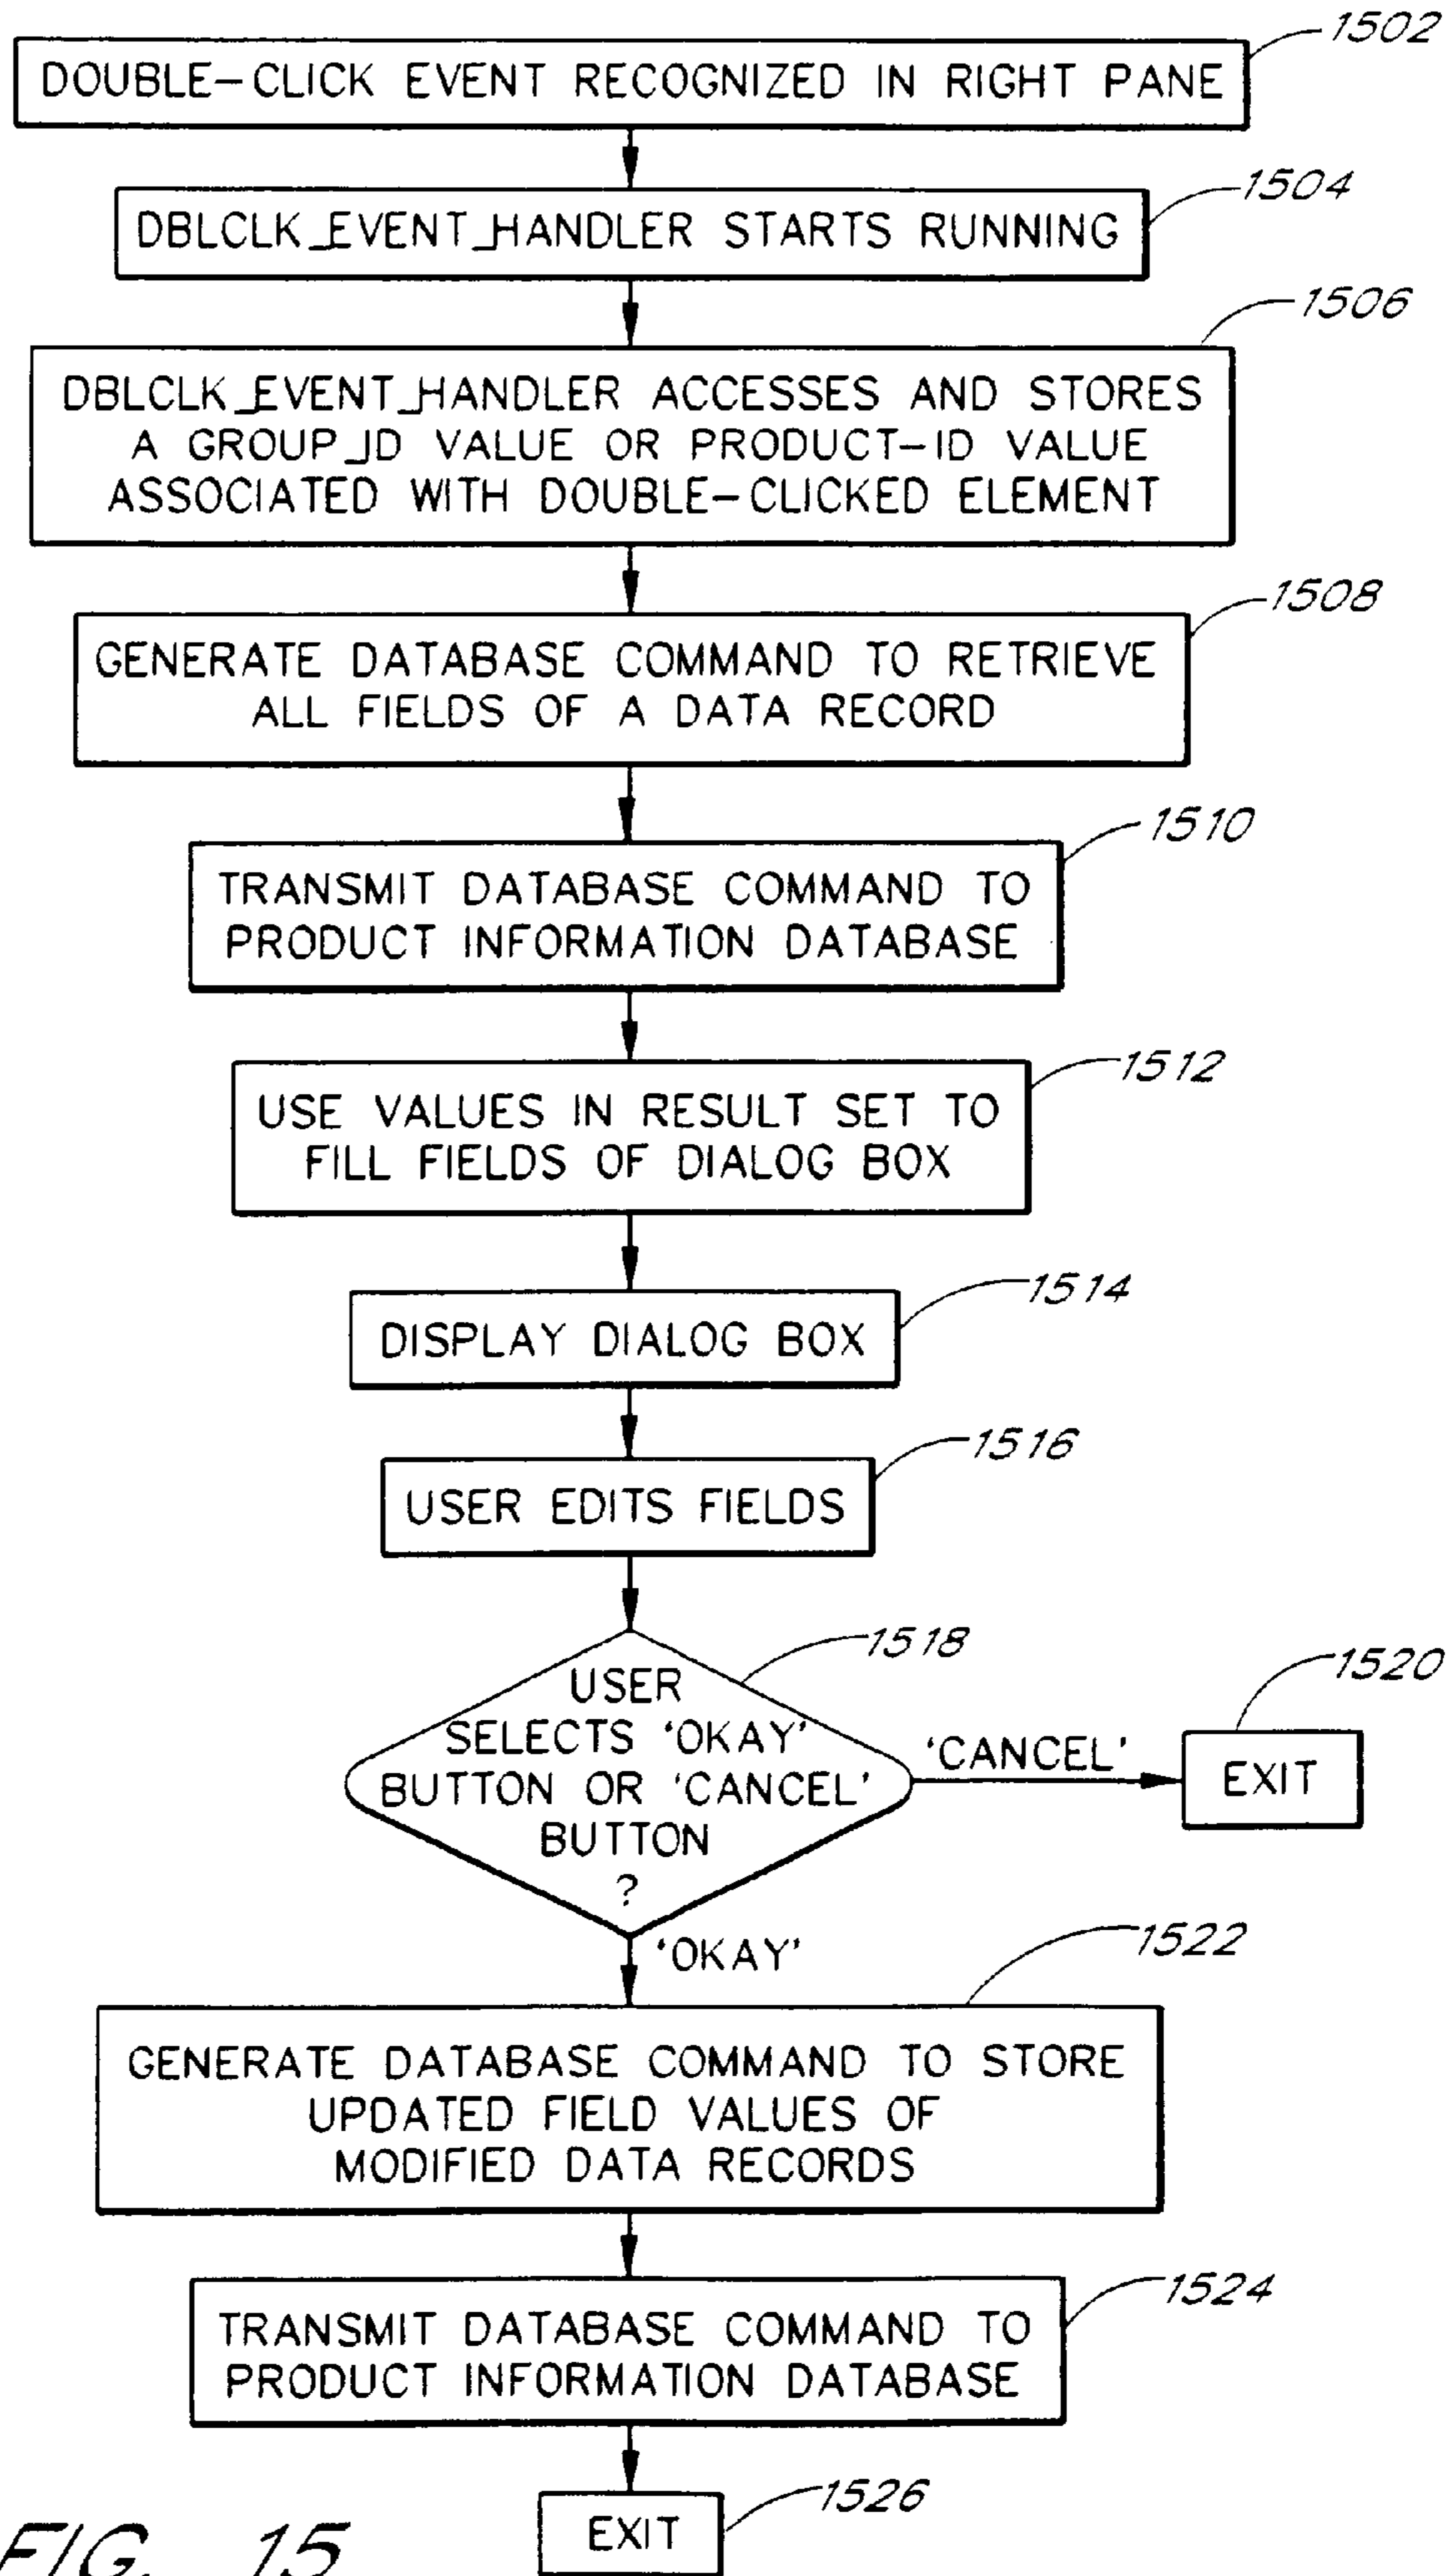 1502
DOUBLE-CLICK EVENT RECOGNIZED IN RIGHT PANE
1504
DBLCLK_EVENT_HANDLER STARTS RUNNING
1506
DBLCLK_EVENT_HANDLER ACCESSES AND STORES
A GROUP_ID VALUE OR PRODUCT-ID VALUE
ASSOCIATED WITH DOUBLE-CLICKED ELEMENT
1508
GENERATE DATABASE COMMAND TO RETRIEVE
ALL FIELDS OF A DATA RECORD
1510
TRANSMIT DATABASE COMMAND TO
PRODUCT INFORMATION DATABASE
1512
USE VALUES IN RESULT SET TO
FILL FIELDS OF DIALOG BOX
1514
DISPLAY DIALOG BOX
1516
USER EDITS FIELDS
1518
USER
SELECTS 'OKAY'
BUTTON OR 'CANCEL'
BUTTON
?
'CANCEL'
1520
EXIT
'OKAY'
1522
GENERATE DATABASE COMMAND TO STORE
UPDATED FIELD VALUES OF
MODIFIED DATA RECORDS
1524
TRANSMIT DATABASE COMMAND TO
PRODUCT INFORMATION DATABASE
1526
EXIT
FIG. 15